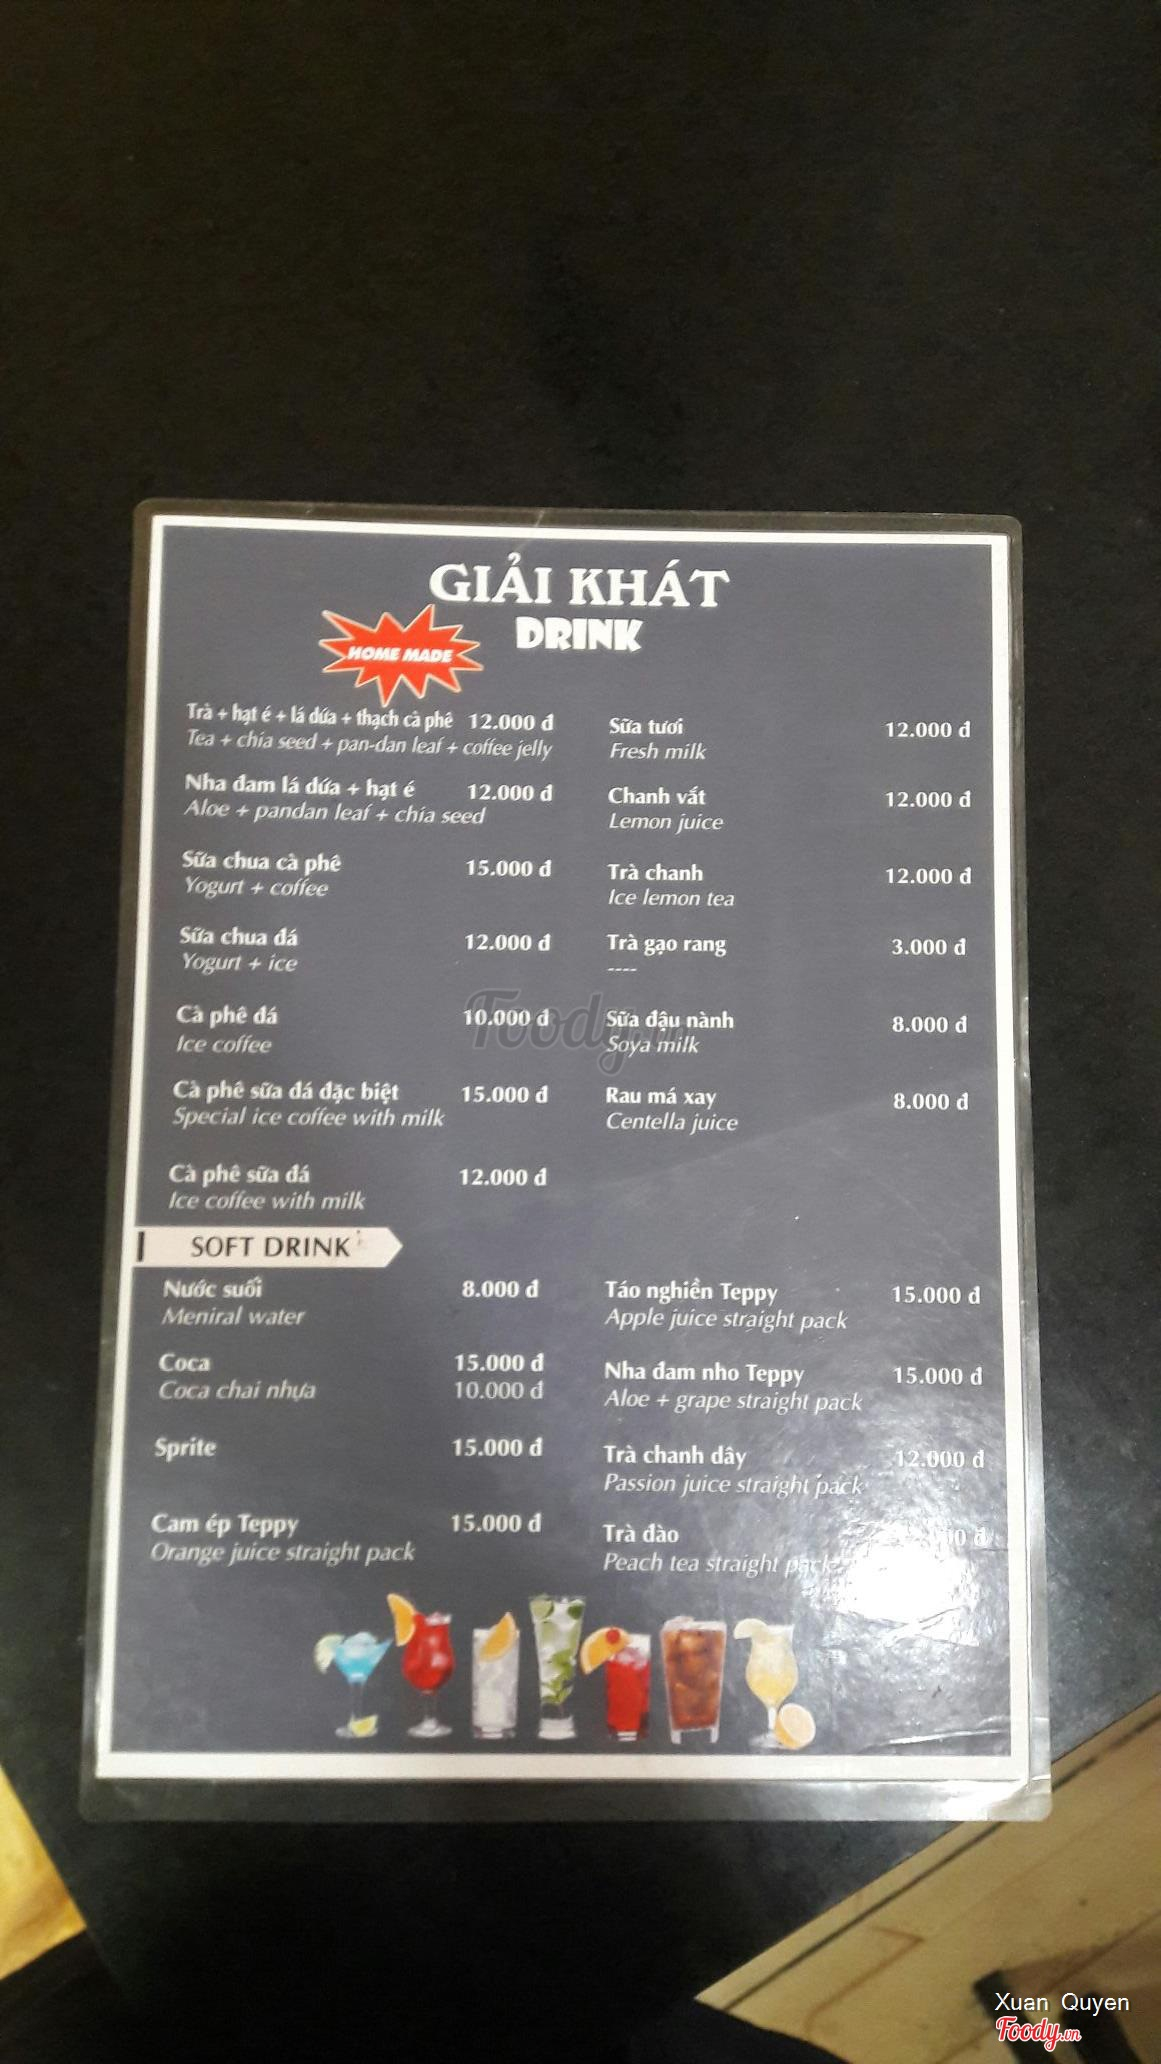 GIẢI KHÁT
DRINK
HOME MADE
Trà + hạt é + lá dứa + thạch cà phê 12.000 đ
Tea + chia seed + pan-dan leaf + coffee jelly
Nha đam lá dứa + hạt é 12.000 đ
Aloe + pandan leaf + chia seed
Sữa chua cà phê 15.000 đ
Yogurt + coffee
Sữa chua đá 12.000 đ
Yogurt + ice
Cà phê đá 10.000 đ
Ice coffee
Cà phê sữa đá đặc biệt 15.000 đ
Special ice coffee with milk
Cà phê sữa đá 12.000 đ
Ice coffee with milk
Sữa tươi 12.000 đ
Fresh milk
Chanh vắt 12.000 đ
Lemon juice
Trà chanh 12.000 đ
Ice lemon tea
Trà gạo rang 3.000 đ
----
Sữa đậu nành 8.000 đ
Soya milk
Rau má xay 8.000 đ
Centella juice
SOFT DRINK
Nước suối 8.000 đ
Meniral water
Coca 15.000 đ
Coca chai nhựa 10.000 đ
Sprite 15.000 đ
Cam ép Teppy 15.000 đ
Orange juice straight pack
Táo nghiền Teppy 15.000 đ
Apple juice straight pack
Nha đam nho Teppy 15.000 đ
Aloe + grape straight pack
Trà chanh dây 12.000 đ
Passion juice straight pack
Trà đào
Peach tea straight pack
Foody.vn
Xuan Quyen
Foody.vn